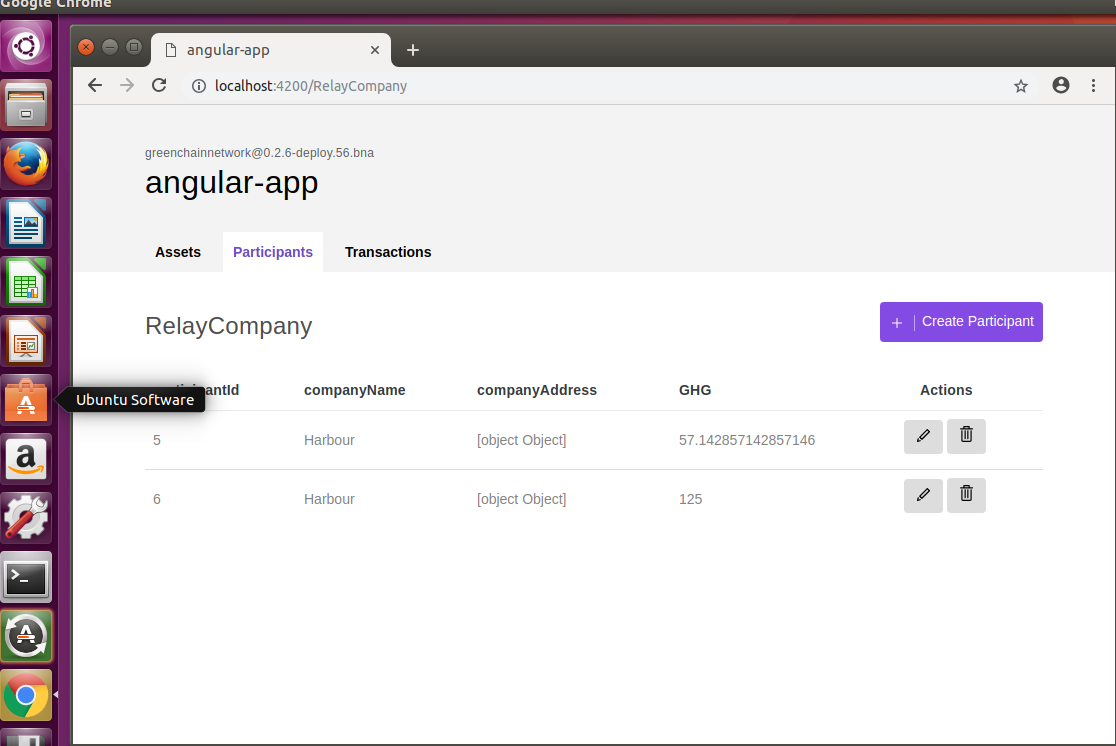 Google Chrome
angular-app
localhost:4200/RelayCompany
greenchainnetwork@0.2.6-deploy.56.bna
angular-app
Assets Participants Transactions
RelayCompany
+ | Create Participant
companyName companyAddress GHG Actions
Ubuntu Software
5 Harbour [object Object] 57.142857142857146
6 Harbour [object Object] 125